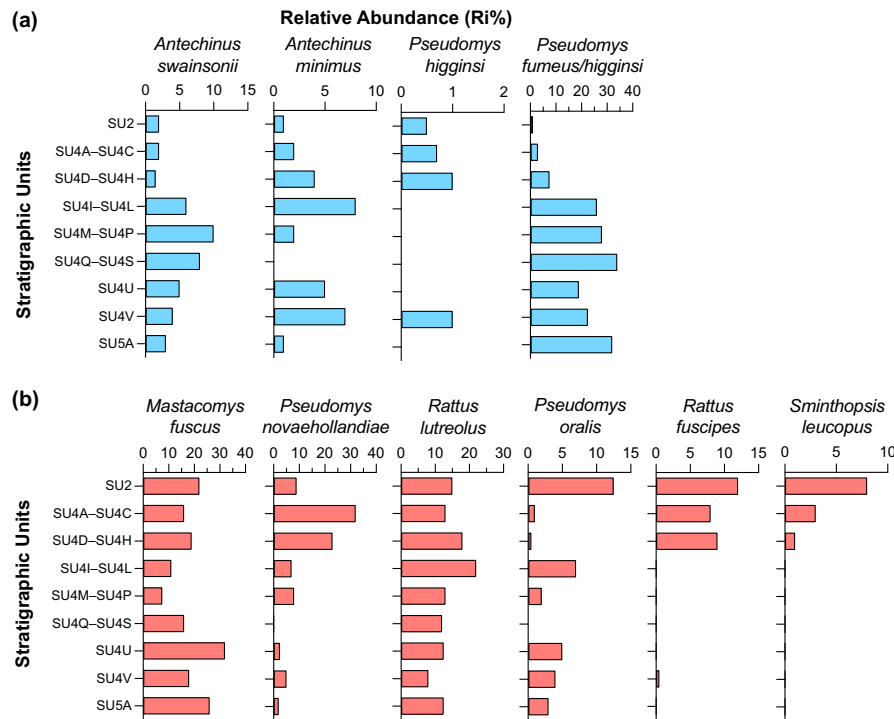 (a)
Relative Abundance (Ri%)
Antechinus swainsonii
Antechinus minimus
Pseudomys higginsi
Pseudomys fumeus/higginsi
0 5 10 15
0 5 10
0 1 2
0 10 20 30 40
Stratigraphic Units
SU2
SU4A–SU4C
SU4D–SU4H
SU4I–SU4L
SU4M–SU4P
SU4Q–SU4S
SU4U
SU4V
SU5A
(b)
Mastacomys fuscus
Pseudomys novaehollandiae
Rattus lutreolus
Pseudomys oralis
Rattus fuscipes
Sminthopsis leucopus
0 10 20 30 40
0 10 20 30 40
0 10 20 30
0 5 10 15
0 5 10 15
0 5 10
Stratigraphic Units
SU2
SU4A–SU4C
SU4D–SU4H
SU4I–SU4L
SU4M–SU4P
SU4Q–SU4S
SU4U
SU4V
SU5A